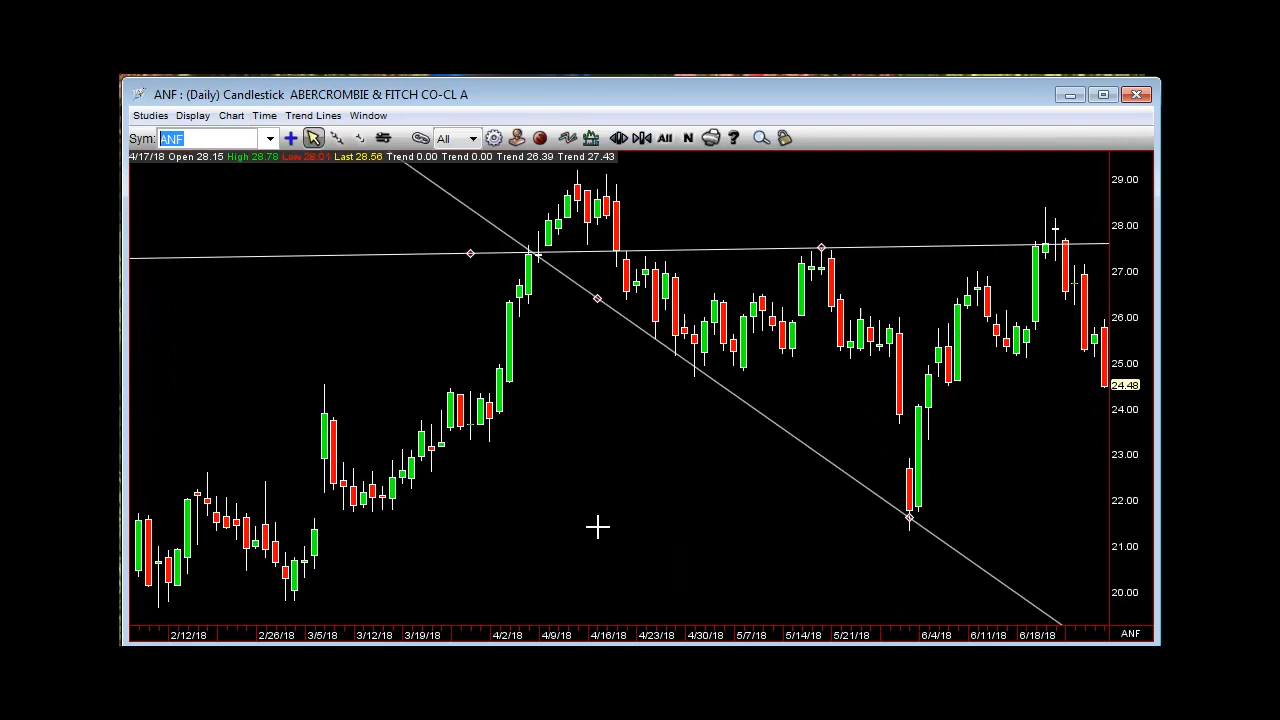 ANF : (Daily) Candlestick ABERCROMBIE & FITCH CO-CL A
Studies Display Chart Time Trend Lines Window
Sym: ANF All All N ?
4/17/18 Open 28.15 High 28.78 Low 28.01 Last 28.56 Trend 0.00 Trend 0.00 Trend 26.39 Trend 27.43
29.00
28.00
27.00
26.00
25.00
24.48
24.00
23.00
22.00
21.00
20.00
2/12/18 2/26/18 3/5/18 3/12/18 3/19/18 4/2/18 4/9/18 4/16/18 4/23/18 4/30/18 5/7/18 5/14/18 5/21/18 6/4/18 6/11/18 6/18/18 ANF